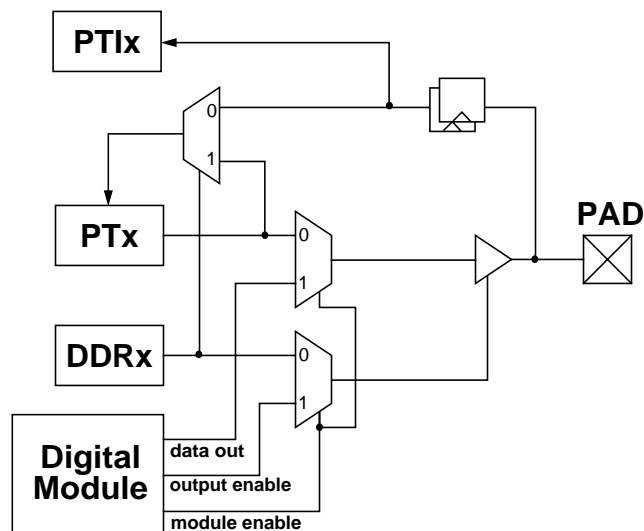 PTIx
0
1
PTx
PAD
0
1
DDRx
0
1
Digital
Module
data out
output enable
module enable